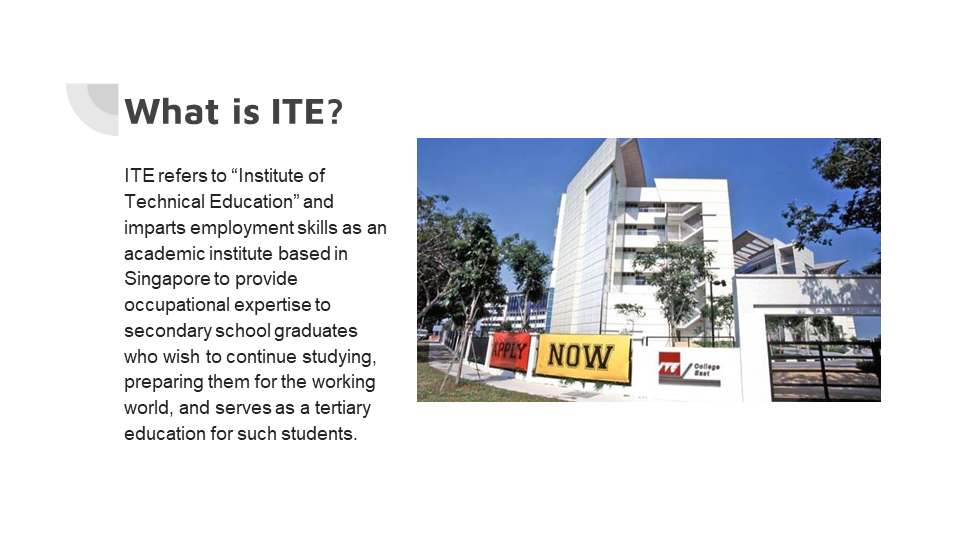 What is ITE?
ITE refers to “Institute of
Technical Education” and
imparts employment skills as an
academic institute based in
Singapore to provide
occupational expertise to
secondary school graduates
who wish to continue studying,
preparing them for the working
world, and serves as a tertiary
education for such students.
APPLY NOW
ITE College
East